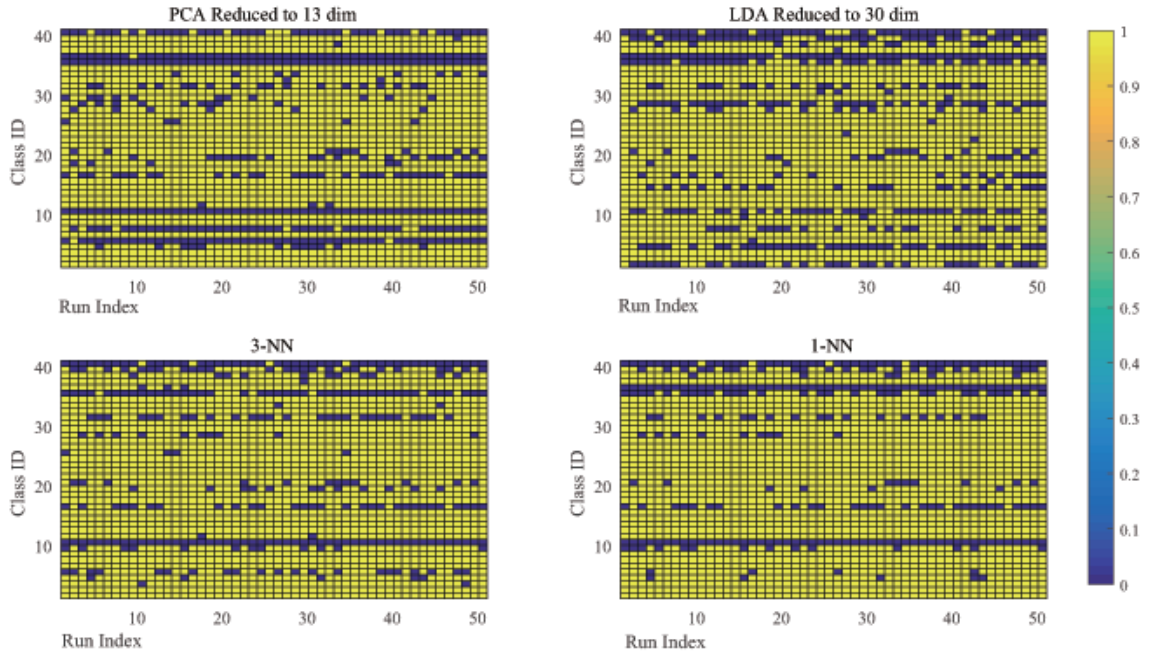 PCA Reduced to 13 dim
40
30
20
10
Class ID
10 20 30 40 50
Run Index
LDA Reduced to 30 dim
40
30
20
10
Class ID
10 20 30 40 50
Run Index
3-NN
40
30
20
10
Class ID
10 20 30 40 50
Run Index
1-NN
40
30
20
10
Class ID
10 20 30 40 50
Run Index
1
0.9
0.8
0.7
0.6
0.5
0.4
0.3
0.2
0.1
0